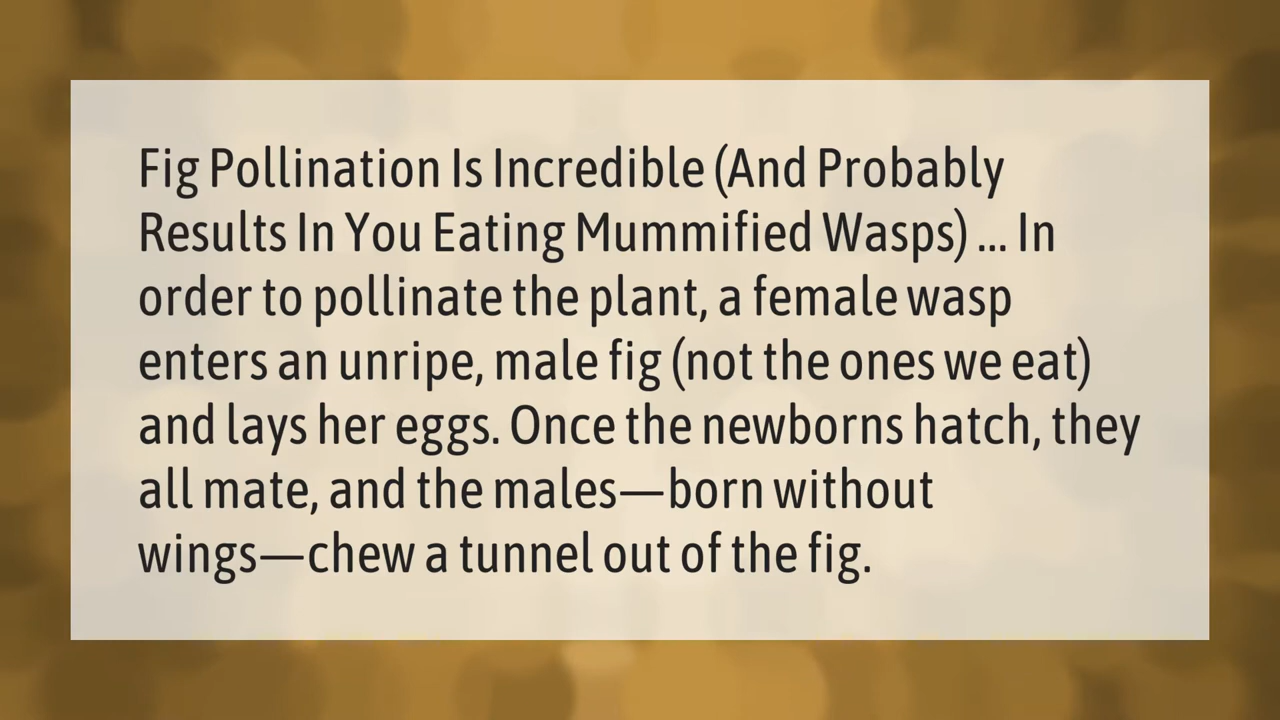 Fig Pollination Is Incredible (And Probably
Results In You Eating Mummified Wasps) ... In
order to pollinate the plant, a female wasp
enters an unripe, male fig (not the ones we eat)
and lays her eggs. Once the newborns hatch, they
all mate, and the males—born without
wings—chew a tunnel out of the fig.